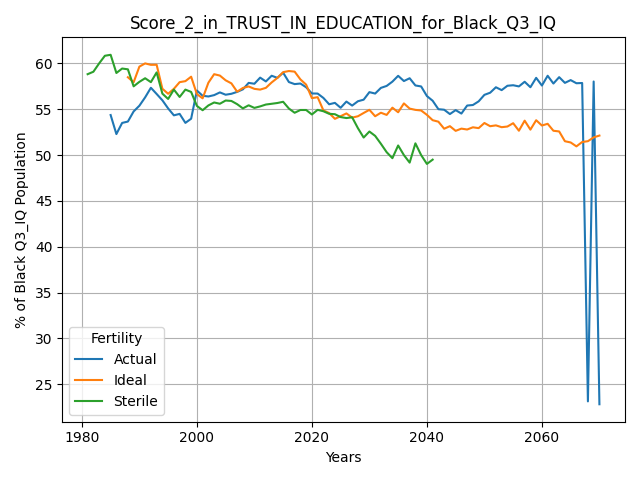 Score_2_in_TRUST_IN_EDUCATION_for_Black_Q3_IQ
% of Black Q3_IQ Population
60
55
50
45
40
35
30
25
Fertility
Actual
Ideal
Sterile
1980
2000
2020
2040
2060
Years